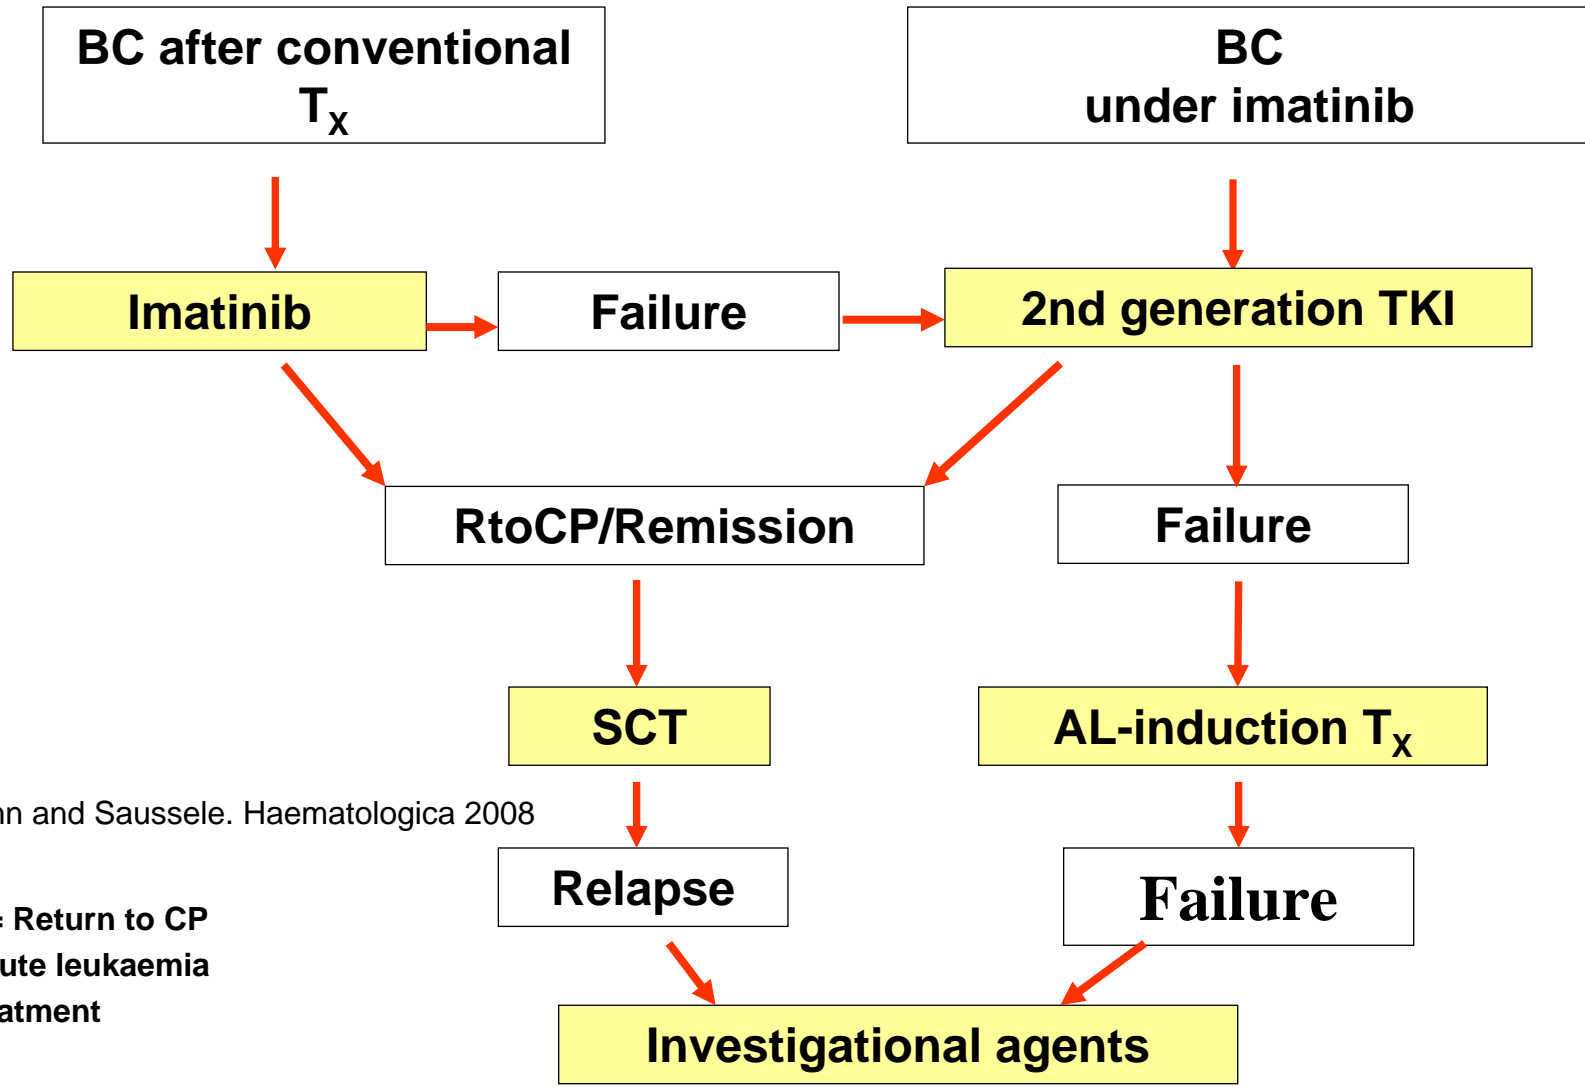 BC after conventional
TX
BC
under imatinib
Imatinib
Failure
2nd generation TKI
RtoCP/Remission
Failure
SCT
AL-induction TX
and Saussele. Haematologica 2008
Relapse
Failure
= Return to CP
leukaemia
Investigational agents